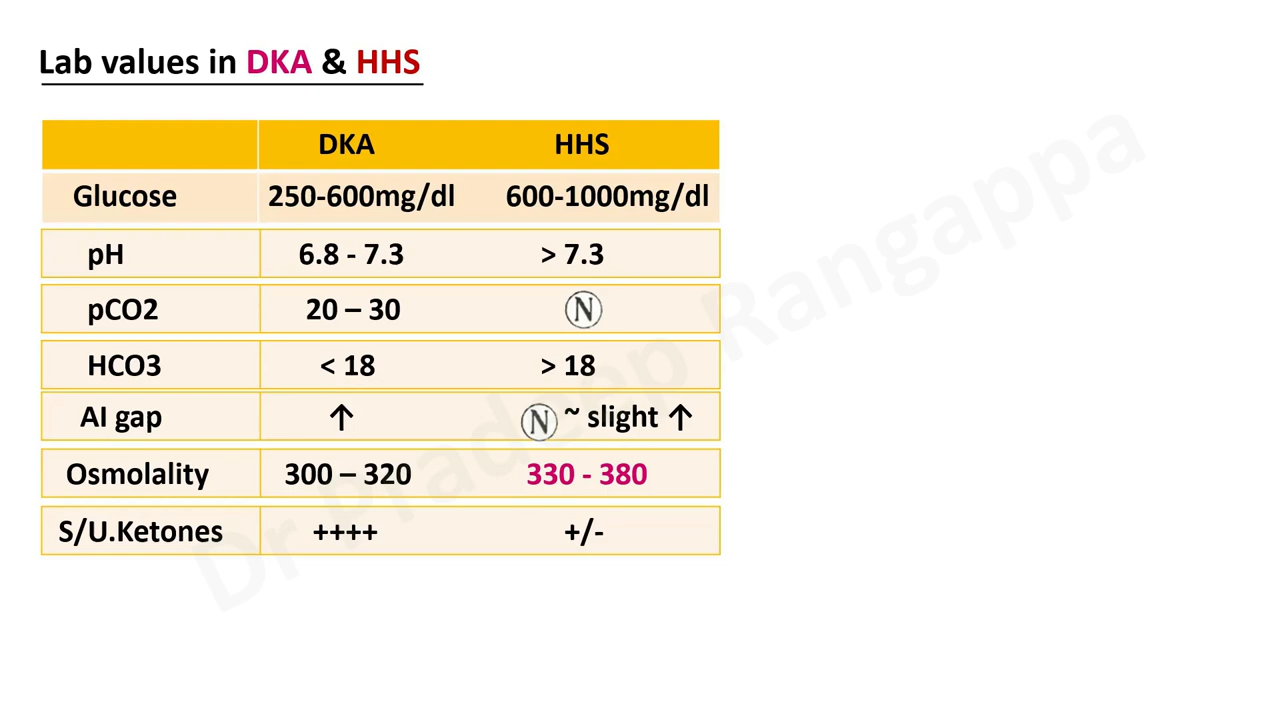 Lab values in DKA & HHS
DKA HHS
Glucose 250-600mg/dl 600-1000mg/dl
pH 6.8 - 7.3 > 7.3
pCO2 20 – 30 N
HCO3 < 18 > 18
AI gap ↑ N ~ slight ↑
Osmolality 300 – 320 330 - 380
S/U.Ketones ++++ +/-
Dr Pradeep Rangappa